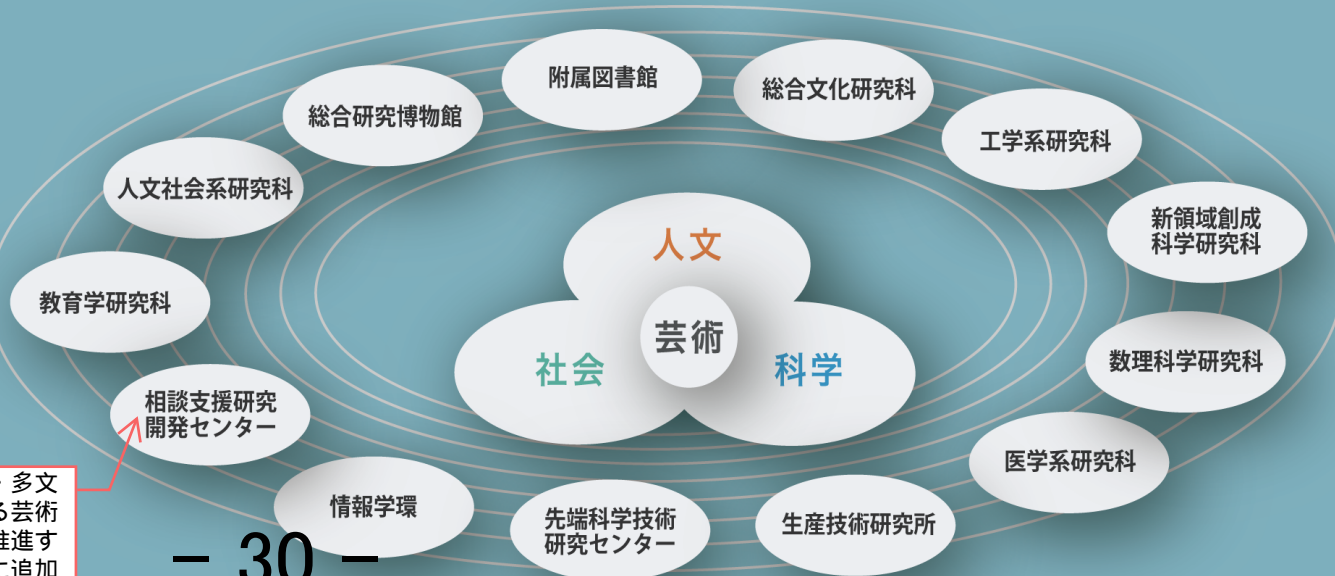 附属図書館
総合文化研究科
総合研究博物館
工学系研究科
人文社会系研究科
新領域創成
科学研究科
教育学研究科
人文
芸術
社会
科学
数理科学研究科
相談支援研究
開発センター
医学系研究科
情報学環
先端科学技術
研究センター
生産技術研究所
多文
る芸術
推進す
に追加
- 30 -